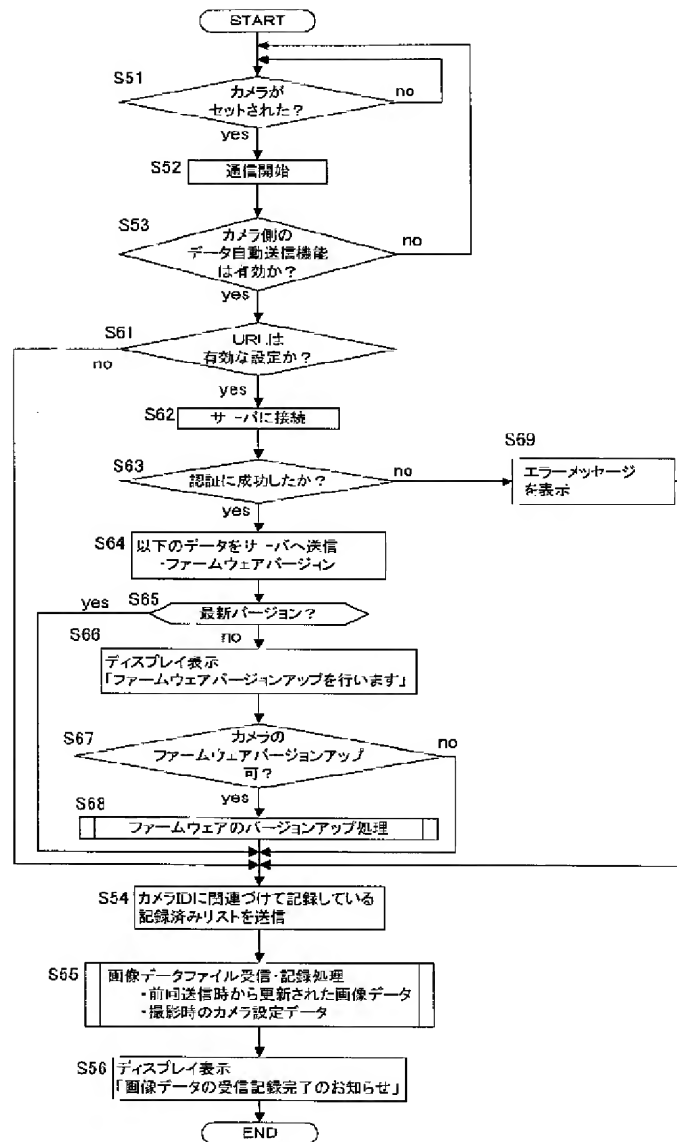 START
S51
カメラが
セットされた？
no
yes
S52
通信開始
S53
カメラ側の
データ自動送信機能
は有効か？
no
yes
S61
URLは
有効な設定か？
no
yes
S62
サーバに接続
S63
認証に成功したか？
no
S69
エラーメッセージ
を表示
yes
S64
以下のデータをサーバへ送信
・ファームウェアバージョン
yes
S65
最新バージョン？
no
S66
ディスプレイ表示
「ファームウェアバージョンアップを行います」
S67
カメラの
ファームウェアバージョンアップ
可？
no
yes
S68
ファームウェアのバージョンアップ処理
S54
カメラIDに関連づけて記録している
記録済みリストを送信
S55
画像データファイル受信・記録処理
・前回送信時から更新された画像データ
・撮影時のカメラ設定データ
S56
ディスプレイ表示
「画像データの受信記録完了のお知らせ」
END